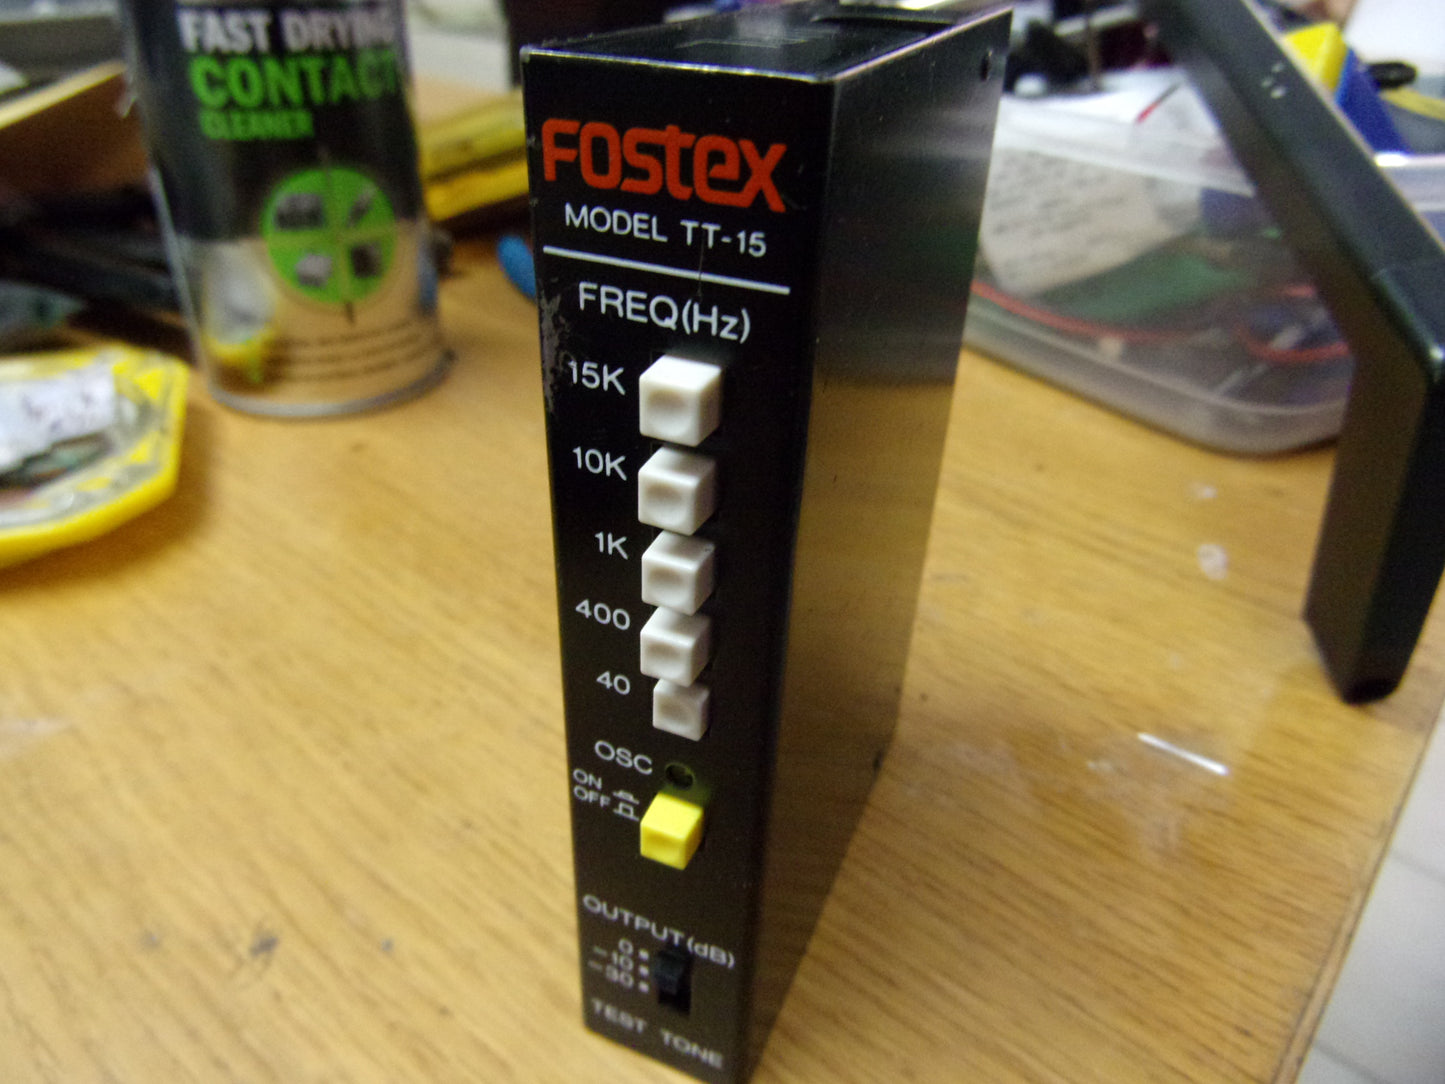 FAST DRYING
CONTACT
CLEANER
FOSTEX
MODEL TT-15
FREQ(Hz)
15K
10K
1K
400
40
OSC
ON
OFF
OUTPUT(dB)
0
-10
-30
TEST TONE